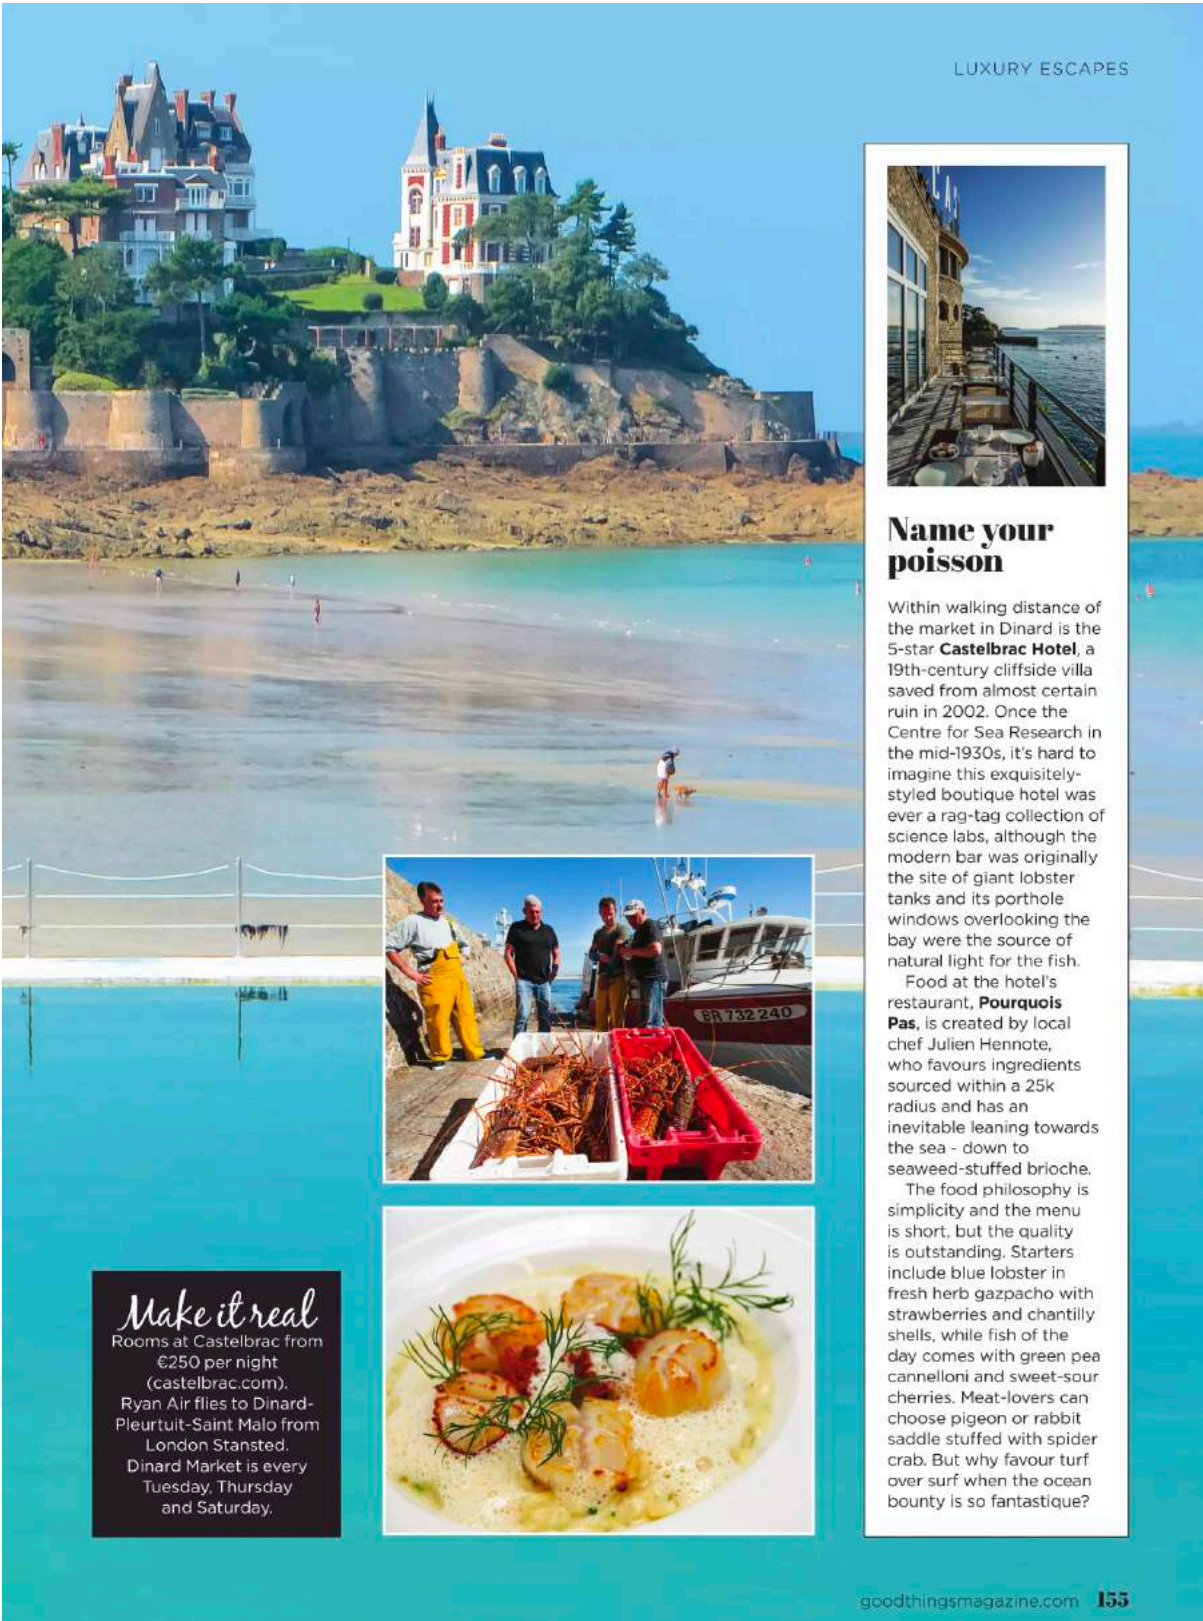 LUXURY ESCAPES
Name your
poisson
Within walking distance of
the market in Dinard is the
5-star Castelbrac Hotel, a
19th-century cliffside villa
saved from almost certain
ruin in 2002. Once the
Centre for Sea Research in
the mid-1930s, it's hard to
imagine this exquisitely-
styled boutique hotel was
ever a rag-tag collection of
science labs, although the
modern bar was originally
the site of giant lobster
tanks and its porthole
windows overlooking the
bay were the source of
natural light for the fish.
Food at the hotel's
restaurant, Pourquois
Pas, is created by local
chef Julien Hennote,
who favours ingredients
sourced within a 25k
radius and has an
inevitable leaning towards
the sea - down to
seaweed-stuffed brioche.
The food philosophy is
simplicity and the menu
is short, but the quality
is outstanding. Starters
include blue lobster in
fresh herb gazpacho with
strawberries and chantilly
shells, while fish of the
day comes with green pea
cannelloni and sweet-sour
cherries. Meat-lovers can
choose pigeon or rabbit
saddle stuffed with spider
crab. But why favour turf
over surf when the ocean
bounty is so fantastique?
BR 732240
Make it real
Rooms at Castelbrac from
€250 per night
(castelbrac.com).
Ryan Air flies to Dinard-
Pleurtuit-Saint Malo from
London Stansted.
Dinard Market is every
Tuesday, Thursday
and Saturday.
goodthingsmagazine.com 155